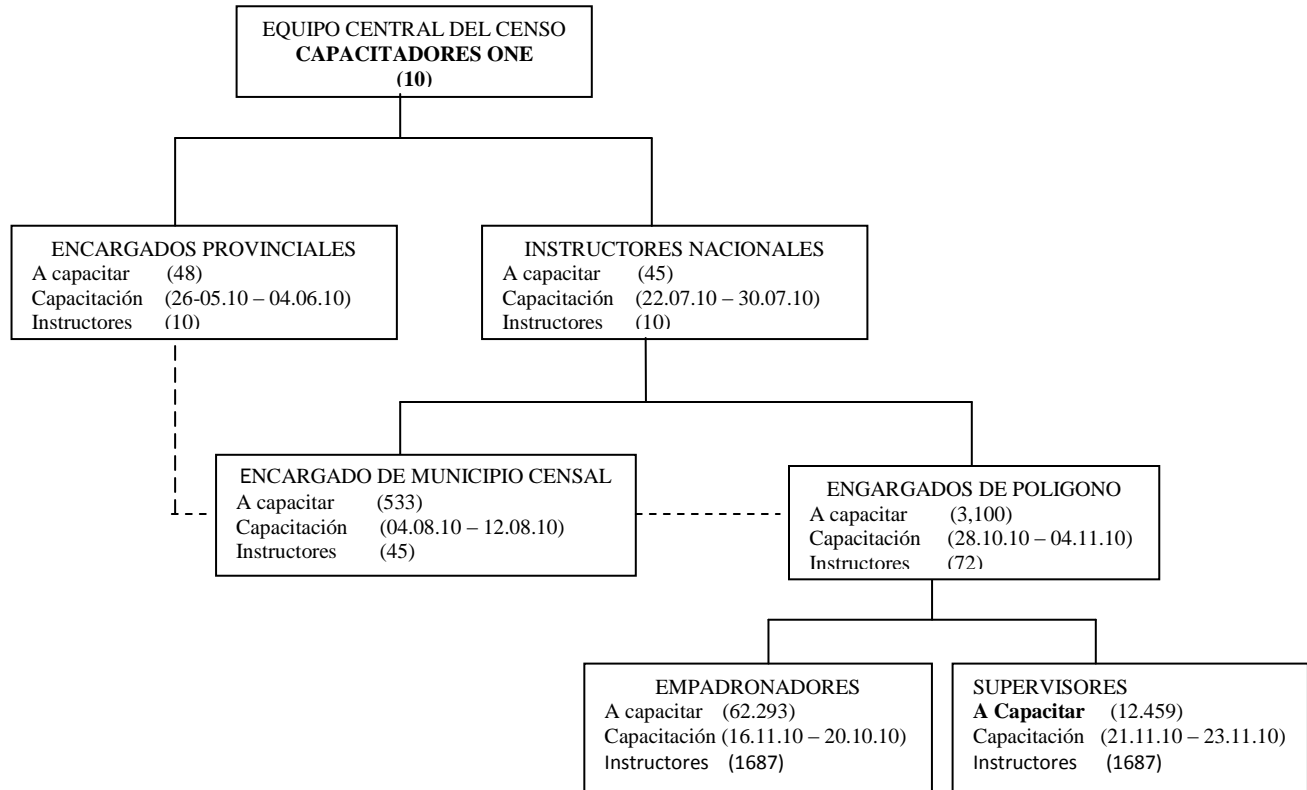 EQUIPO CENTRAL DEL CENSO
CAPACITADORES ONE
(10)
ENCARGADOS PROVINCIALES
A capacitar (48)
Capacitación (26-05.10 – 04.06.10)
Instructores (10)
INSTRUCTORES NACIONALES
A capacitar (45)
Capacitación (22.07.10 – 30.07.10)
Instructores (10)
ENCARGADO DE MUNICIPIO CENSAL
A capacitar (533)
Capacitación (04.08.10 – 12.08.10)
Instructores (45)
ENGARGADOS DE POLIGONO
A capacitar (3,100)
Capacitación (28.10.10 – 04.11.10)
Instructores (72)
EMPADRONADORES
A capacitar (62.293)
Capacitación (16.11.10 – 20.10.10)
Instructores (1687)
SUPERVISORES
A Capacitar (12.459)
Capacitación (21.11.10 – 23.11.10)
Instructores (1687)